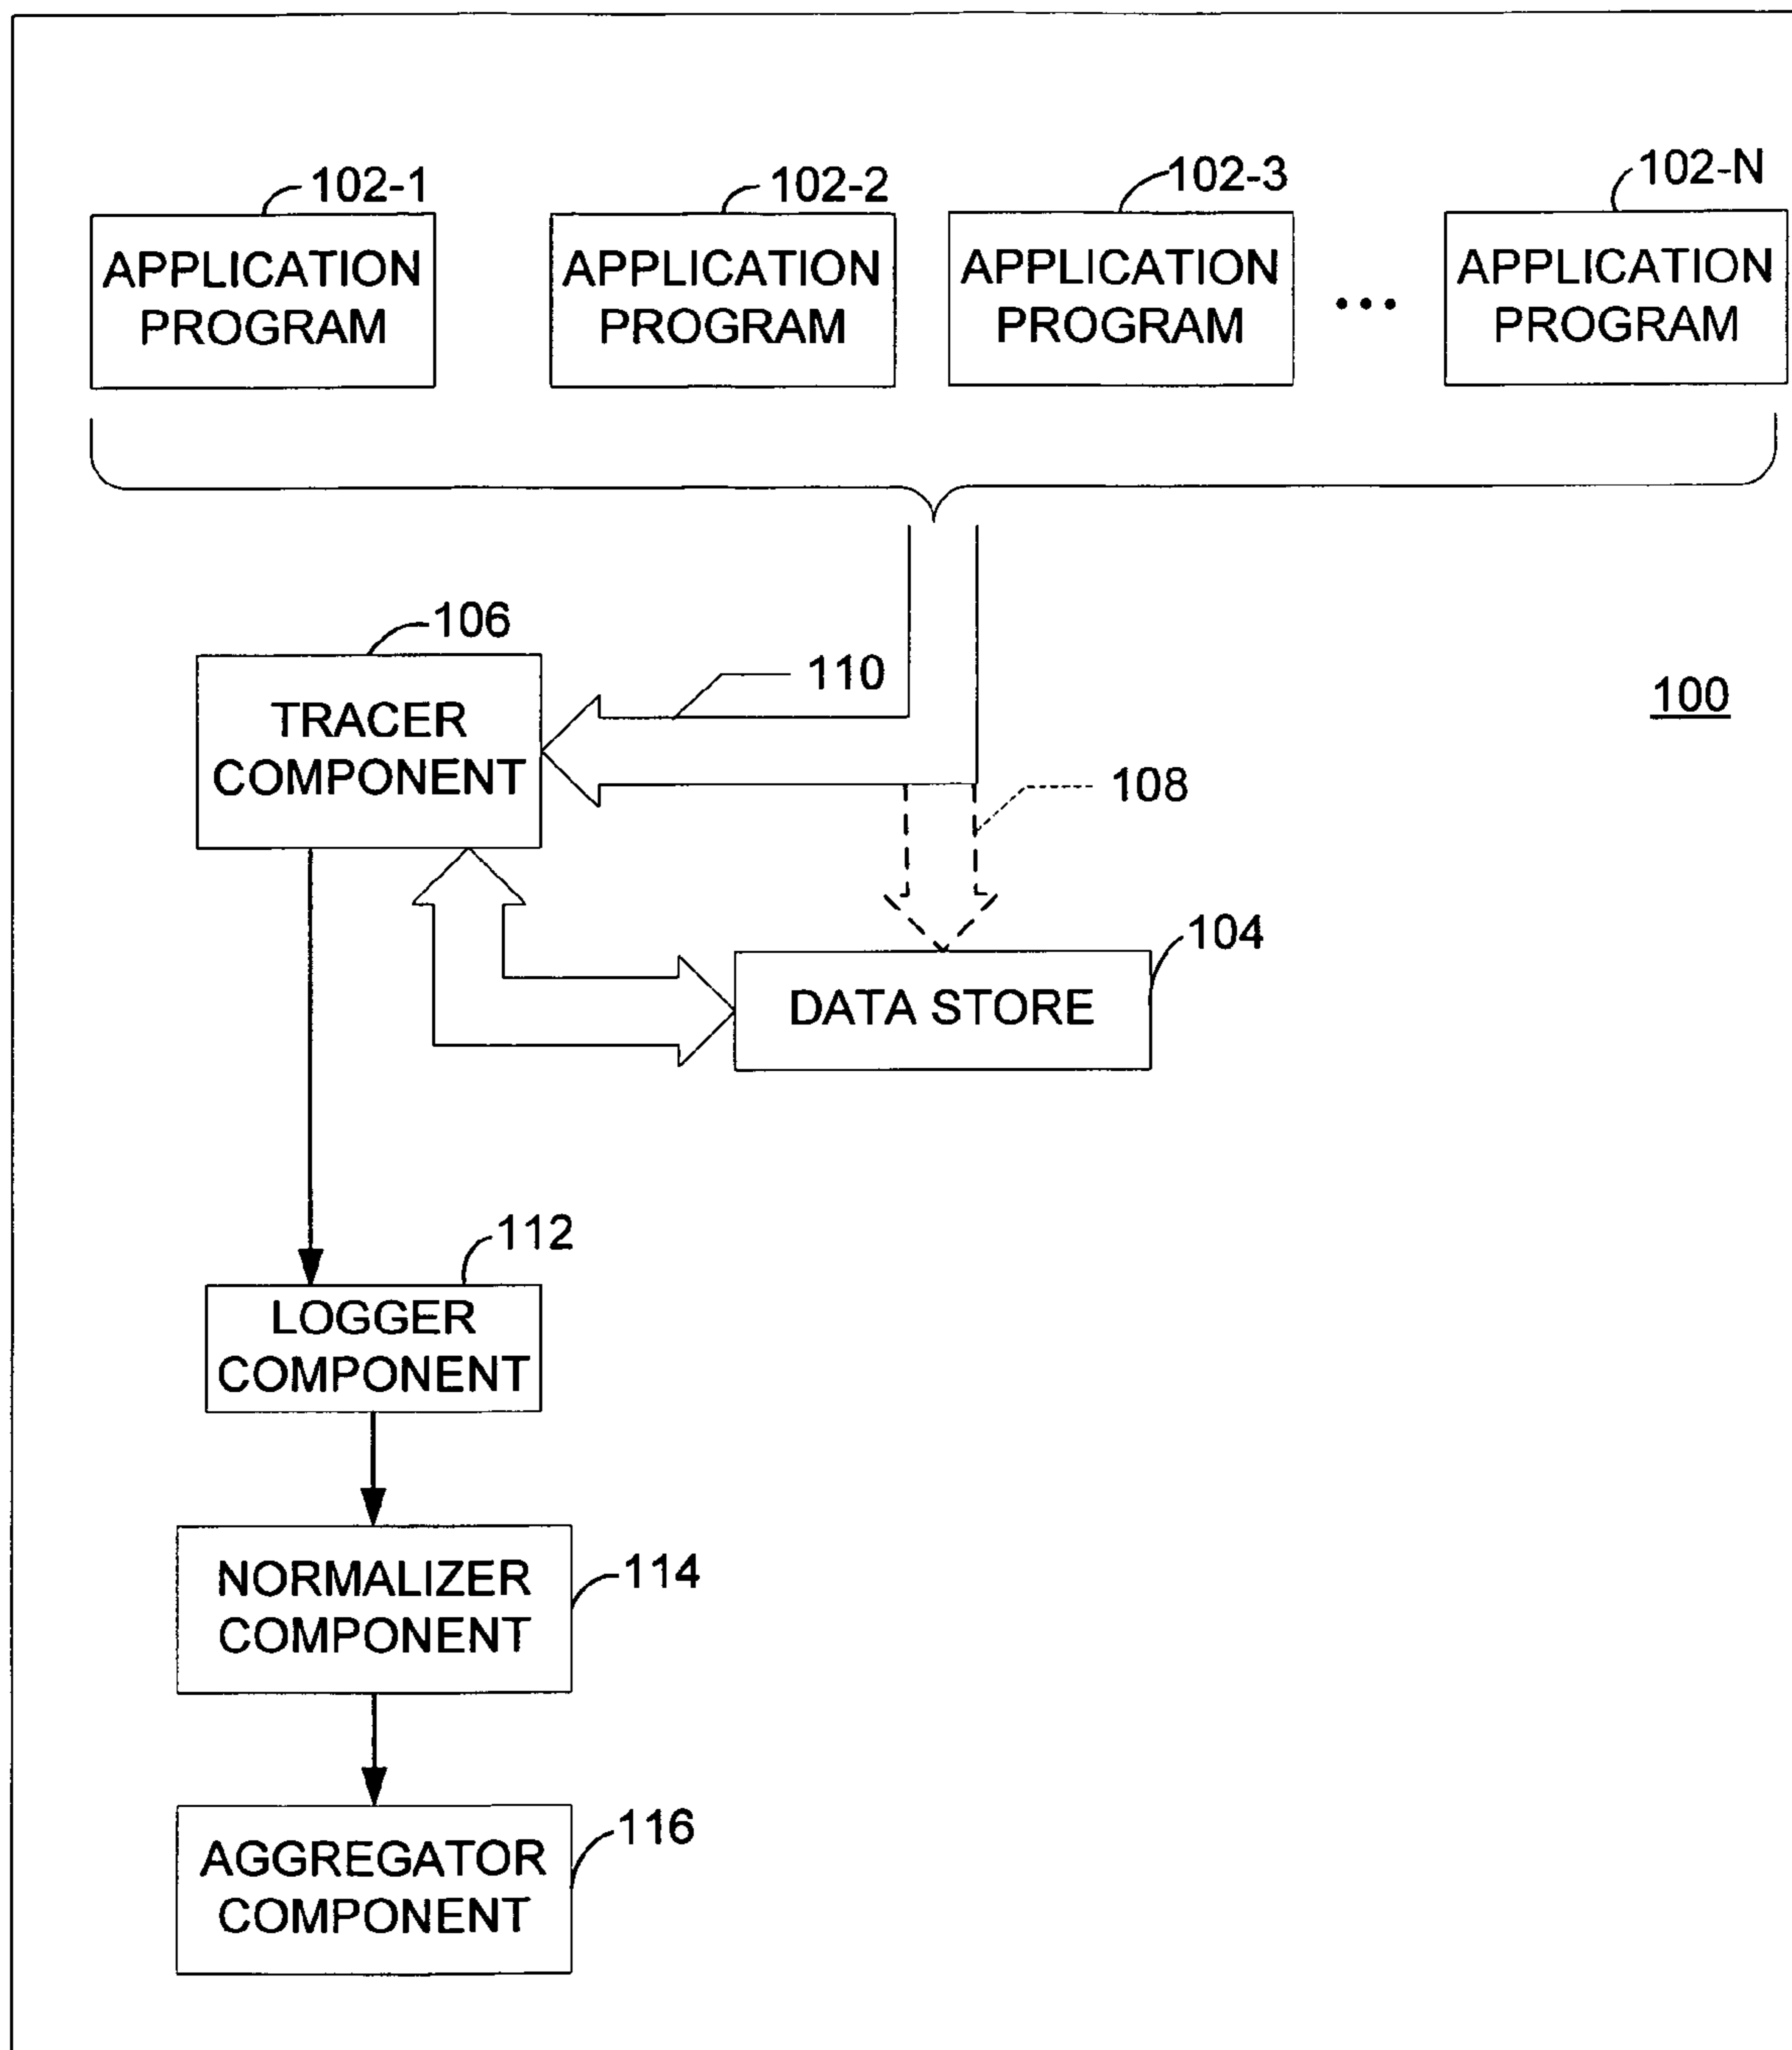 102-1
102-2
102-3
102-N
APPLICATION
PROGRAM
APPLICATION
PROGRAM
APPLICATION
PROGRAM
...
APPLICATION
PROGRAM
106
110
100
TRACER
COMPONENT
108
104
DATA STORE
112
LOGGER
COMPONENT
114
NORMALIZER
COMPONENT
116
AGGREGATOR
COMPONENT